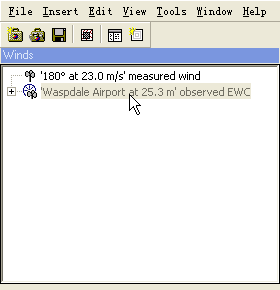 File Insert Edit View Tools Window Help
Winds
'180° at 23.0 m/s' measured wind
'Waspdale Airport at 25.3 m' observed EWC